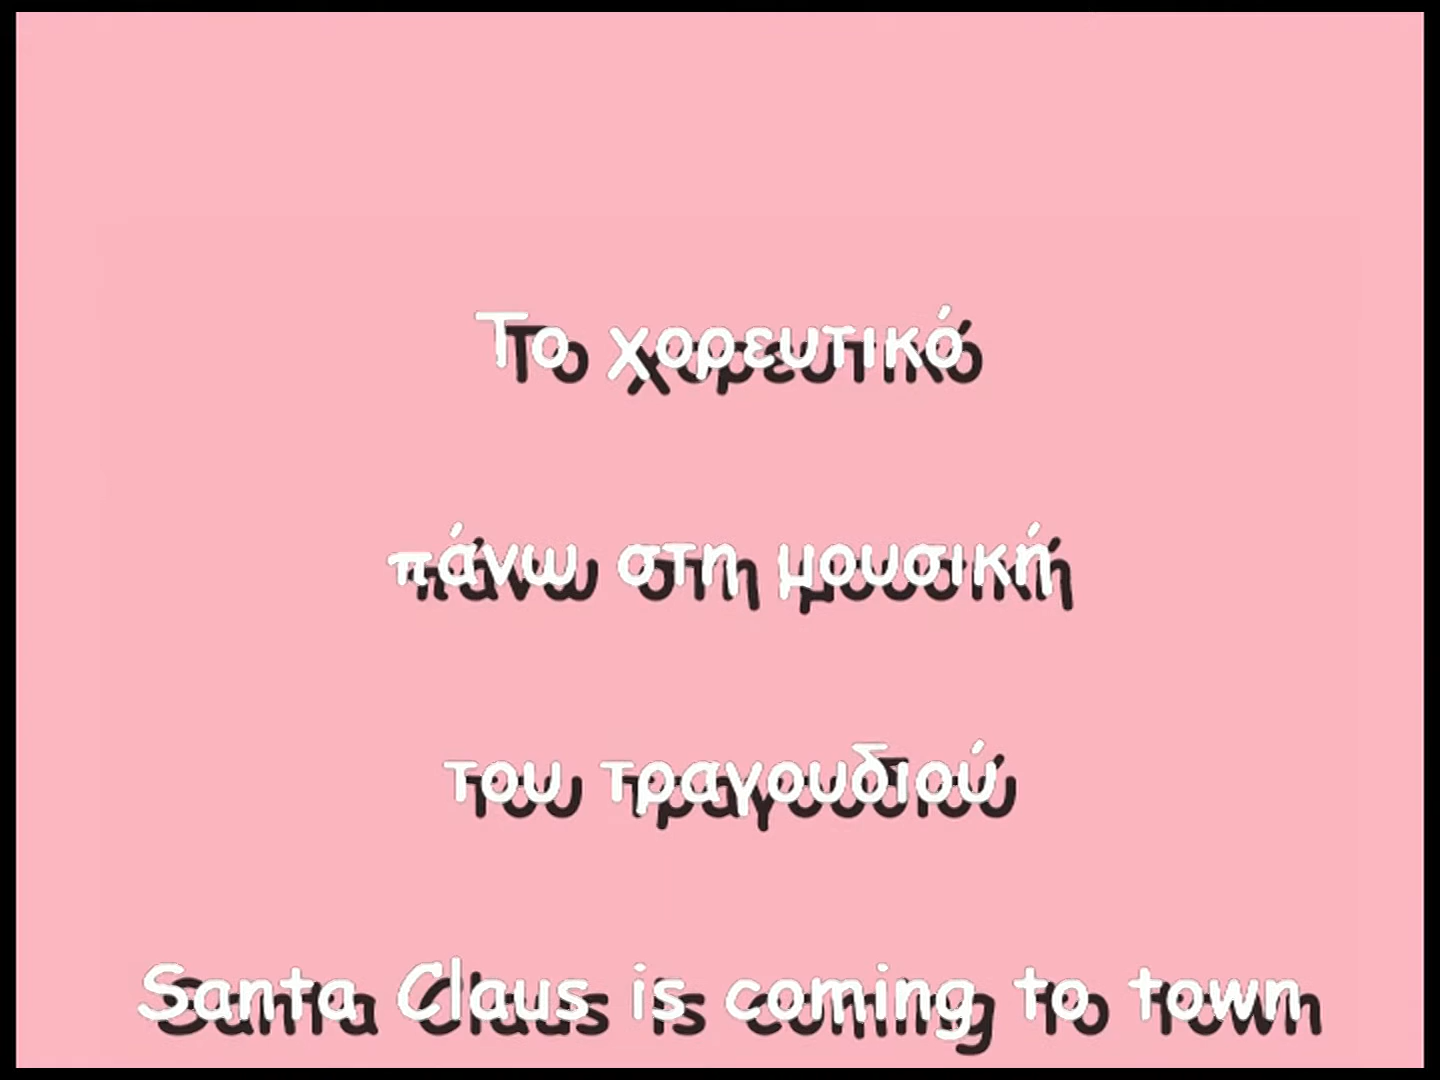 Το χορευτικό
πάνω στη μουσική
του τραγουδιού
Santa Claus is coming to town